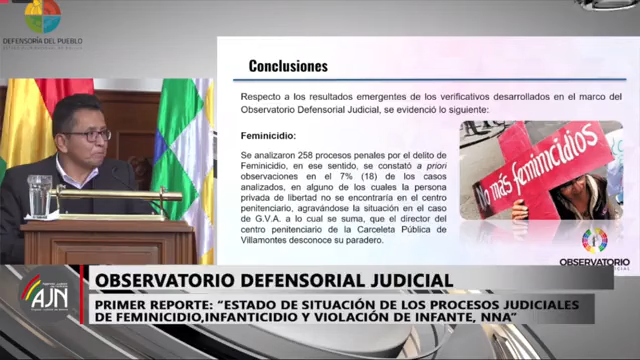 DEFENSORÍA DEL PUEBLO
Conclusiones
Respecto a los resultados emergentes de los verificativos desarrollados en el marco del
Observatorio Defensorial Judicial, se evidenció lo siguiente:
Feminicidio:
Se analizaron 258 procesos penales por el delito de
Feminicidio, en ese sentido, se constató a priori
observaciones en el 7% (18) de los casos
analizados, en alguno de los cuales la persona
privada de libertad no se encontraría en el centro
penitenciario, agravándose la situación en el caso
de G.V.A. a lo cual se suma, que el director del
centro penitenciario de la Carceleta Pública de
Villamontes desconoce su paradero.
No más feminicidios
OBSERVATORIO
AJN
OBSERVATORIO DEFENSORIAL JUDICIAL
PRIMER REPORTE: “ESTADO DE SITUACIÓN DE LOS PROCESOS JUDICIALES
DE FEMINICIDIO,INFANTICIDIO Y VIOLACIÓN DE INFANTE, NNA”